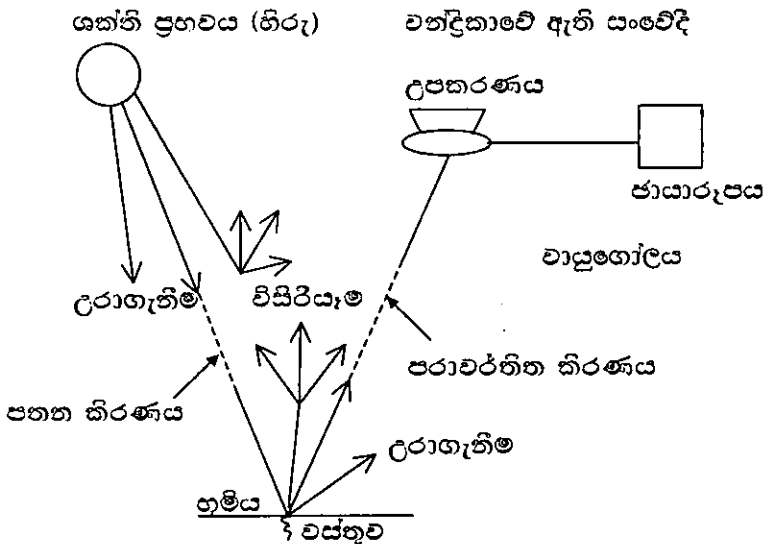 ශක්ති ප්‍රභවය (හිරු)
චන්ද්‍රිකාවේ ඇති සංවේදී
උපකරණය
ඡායාරූපය
වායුගෝලය
උරාගැනීම
විසිරියෑම
පරාවර්තිත කිරණය
පතන කිරණය
උරාගැනීම
භූමිය
වස්තුව